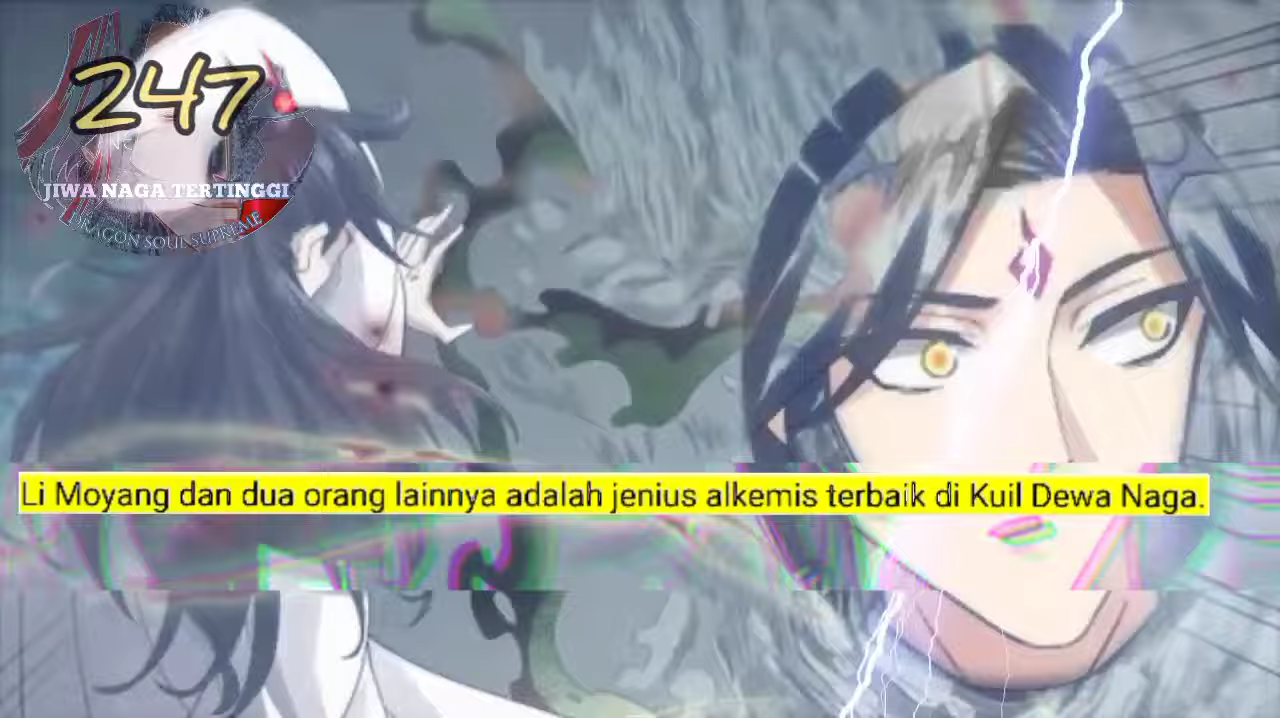 247
JIWA NAGA TERTINGGI
DRAGON SOUL SUPREME
Li Moyang dan dua orang lainnya adalah jenius alkemis terbaik di Kuil Dewa Naga.